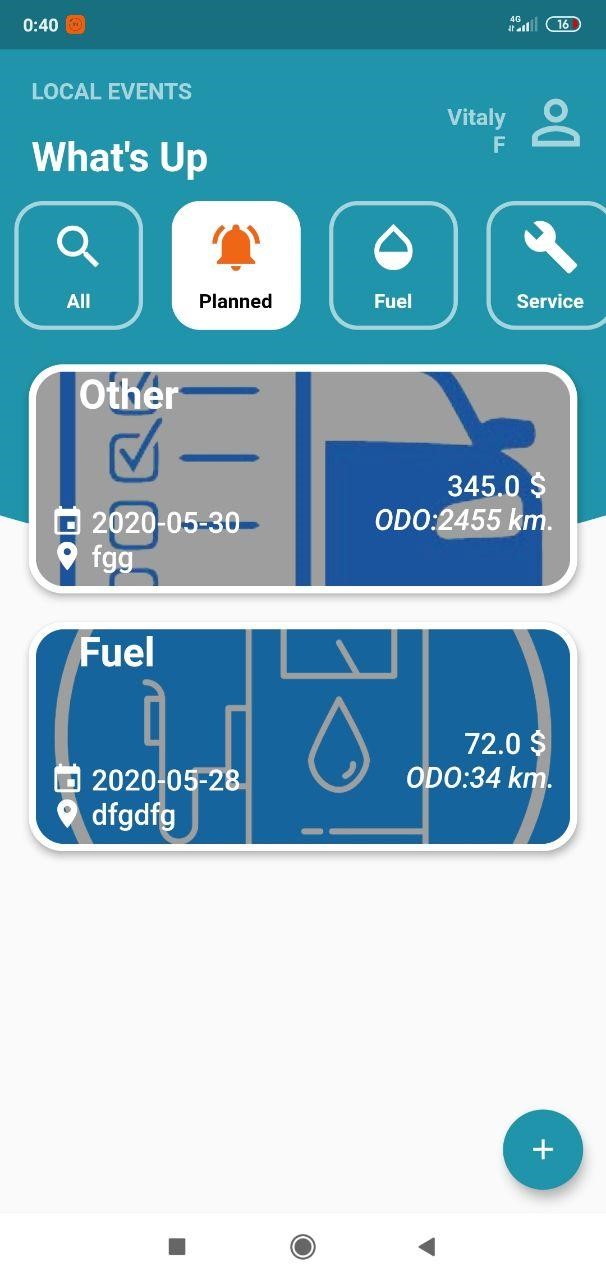 0:40
4G
16
LOCAL EVENTS
What's Up
Vitaly
F
All
Planned
Fuel
Service
Other
345.0 $
2020-05-30
ODO:2455 km.
fgg
Fuel
72.0 $
2020-05-28
ODO:34 km.
dfgdfg
+